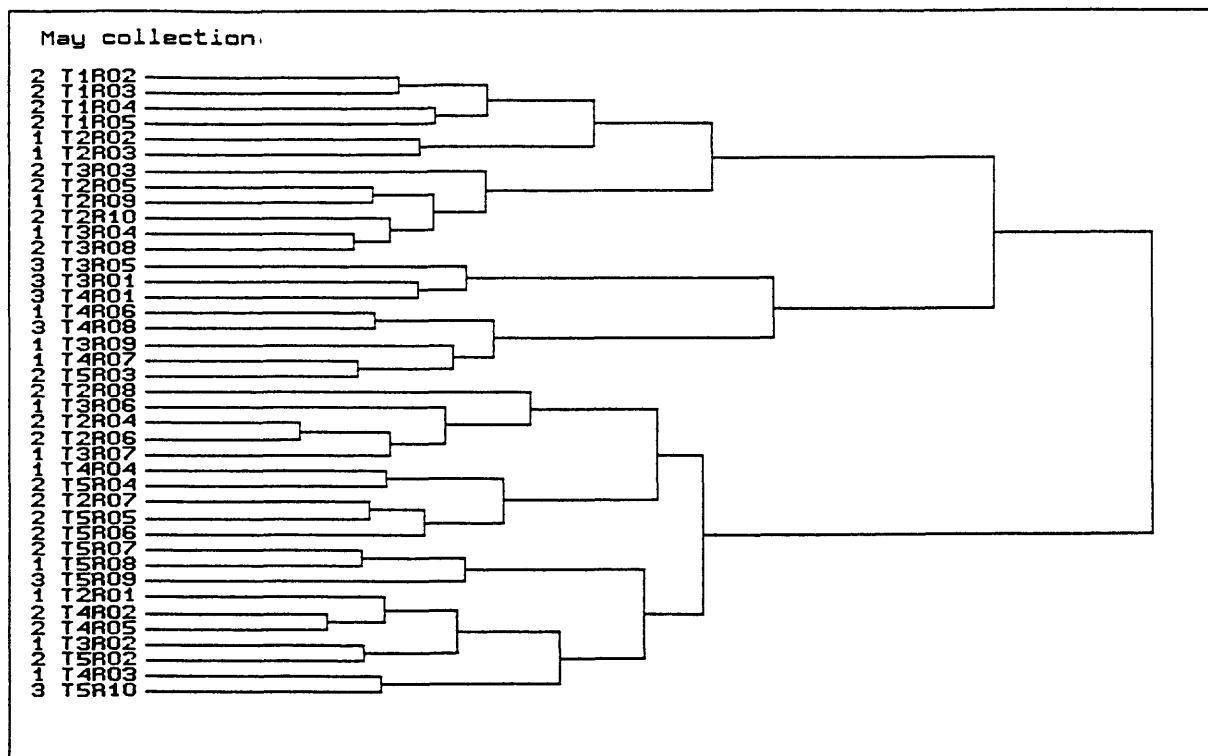 May collection
2 T1R02
2 T1R03
2 T1R04
2 T1R05
1 T2R02
1 T2R03
2 T3R03
2 T2R05
1 T2R09
2 T2R10
1 T3R04
2 T3R08
3 T3R05
3 T3R01
3 T4R01
1 T4R06
3 T4R08
1 T3R09
1 T4R07
2 T5R03
2 T2R08
1 T3R06
2 T2R04
2 T2R06
1 T3R07
1 T4R04
2 T5R04
2 T2R07
2 T5R05
2 T5R06
2 T5R07
1 T5R08
3 T5R09
1 T2R01
2 T4R02
2 T4R05
1 T3R02
2 T5R02
1 T4R03
3 T5R10